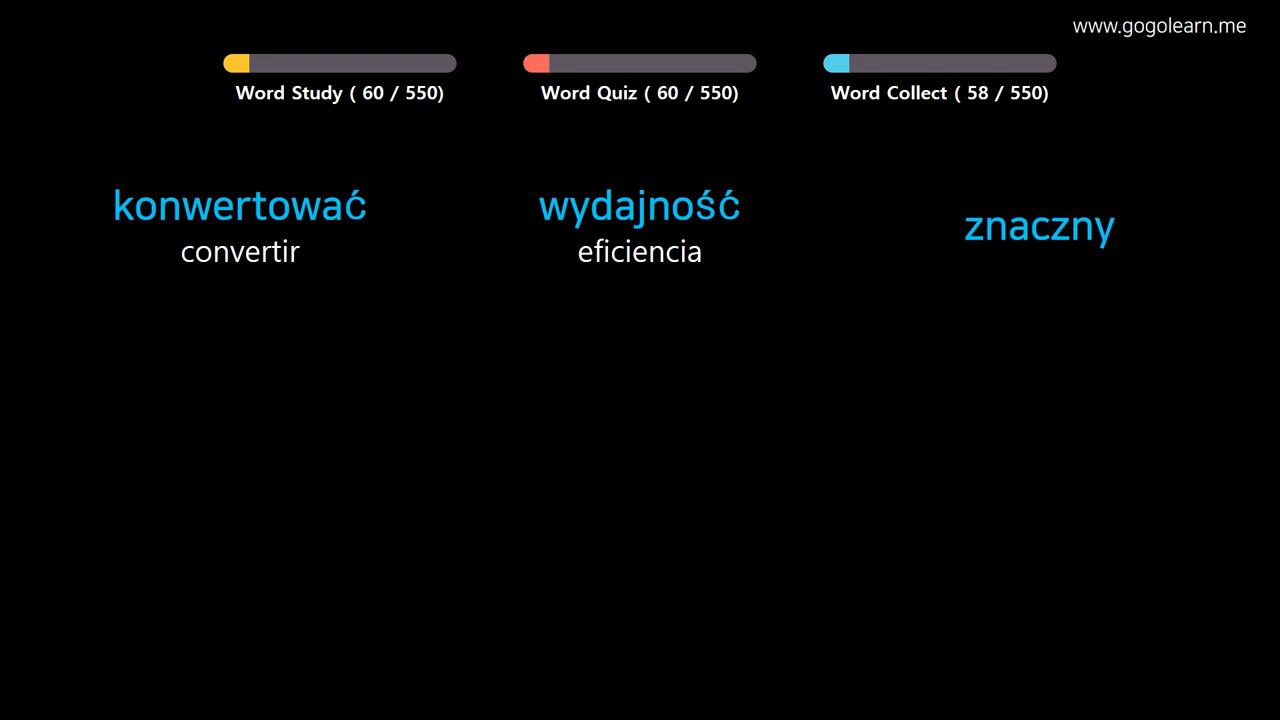 www.gogolearn.me
Word Study ( 60 / 550)
Word Quiz ( 60 / 550)
Word Collect ( 58 / 550)
konwertować
convertir
wydajność
eficiencia
znaczny